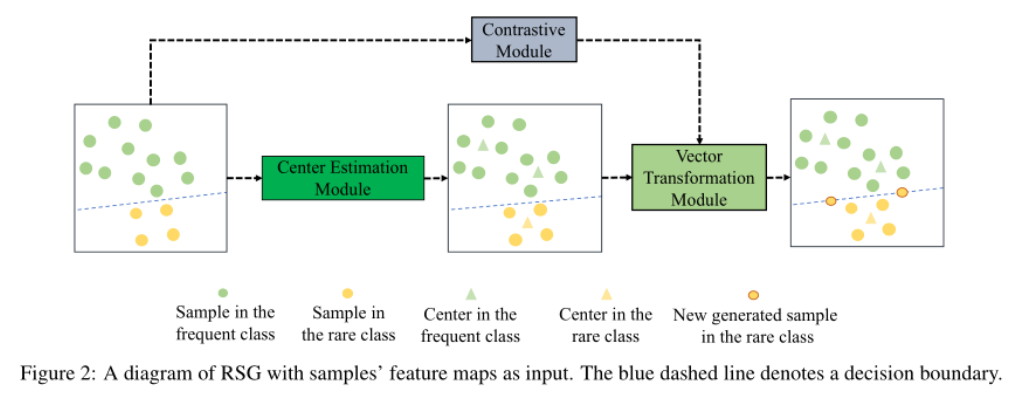 Contrastive
Module
Center Estimation
Module
Vector
Transformation
Module
Sample in the
frequent class
Sample in
the rare class
Center in the
frequent class
Center in the
rare class
New generated sample
in the rare class
Figure 2: A diagram of RSG with samples’ feature maps as input. The blue dashed line denotes a decision boundary.